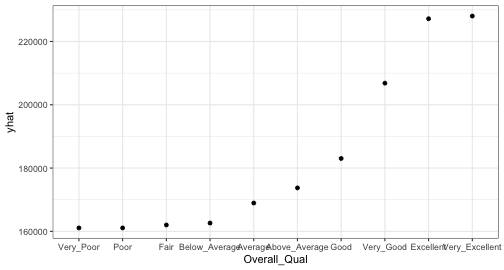 220000
200000
180000
160000
yhat
Very_Poor Poor Fair Below_Average Average Above_Average Good Very_Good Excellent Very_Excellent
Overall_Qual